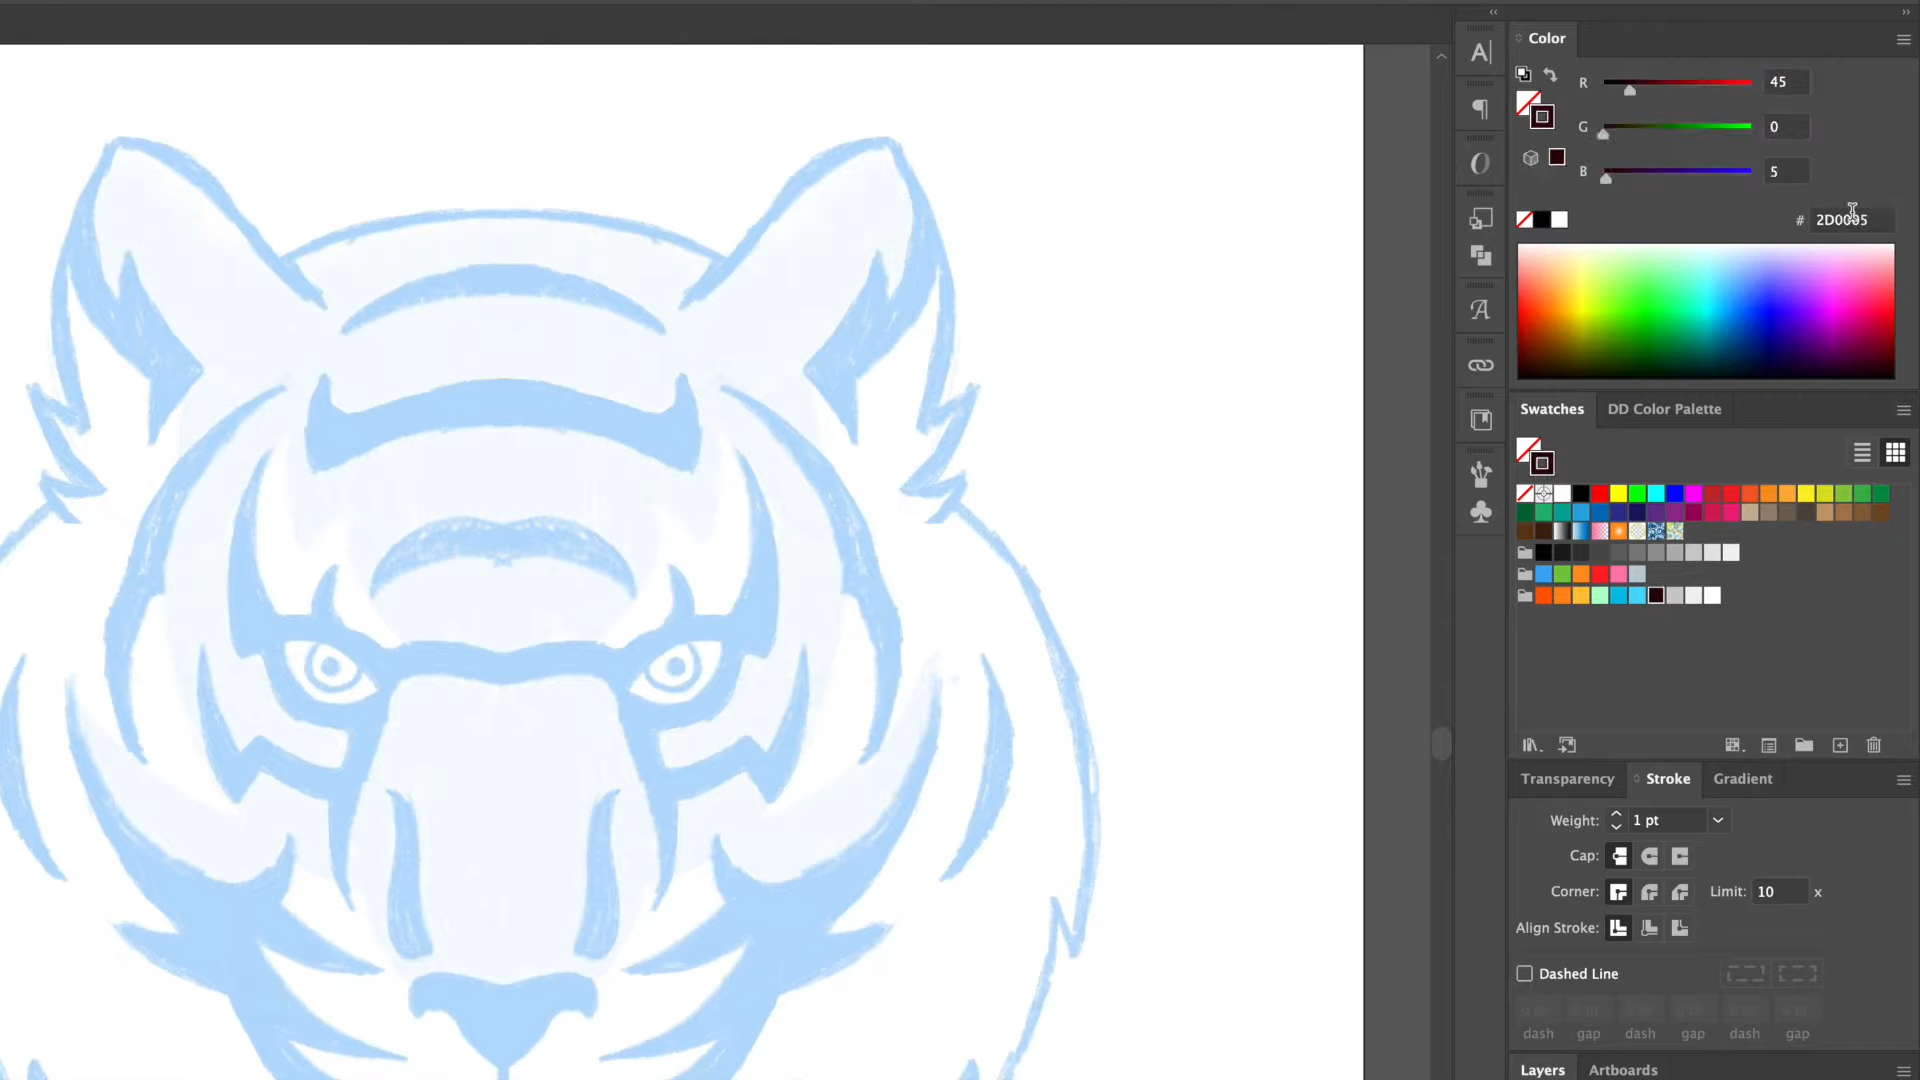 Color
R 45
G 0
B 5
# 2D0005
Swatches DD Color Palette
Transparency Stroke Gradient
Weight: 1 pt
Cap:
Corner: Limit: 10 x
Align Stroke:
Dashed Line
dash gap dash gap dash gap
Layers Artboards